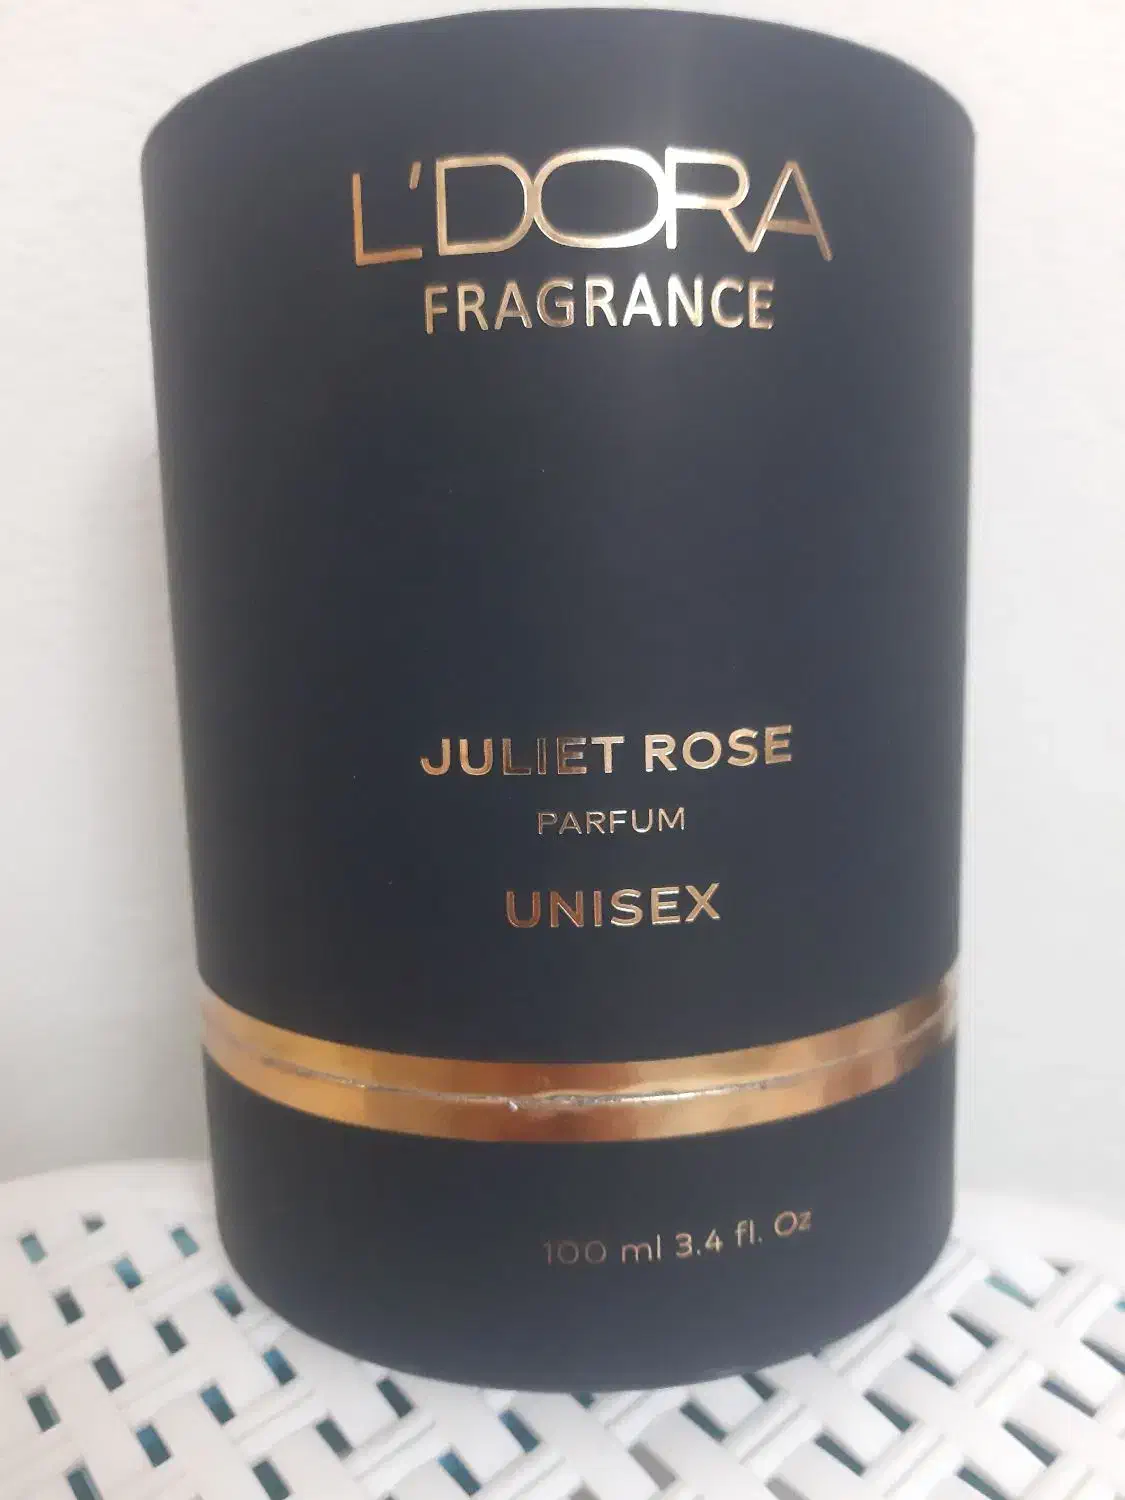 L'DORA
FRAGRANCE
JULIET ROSE
PARFUM
UNISEX
100 ml 3.4 fl. Oz